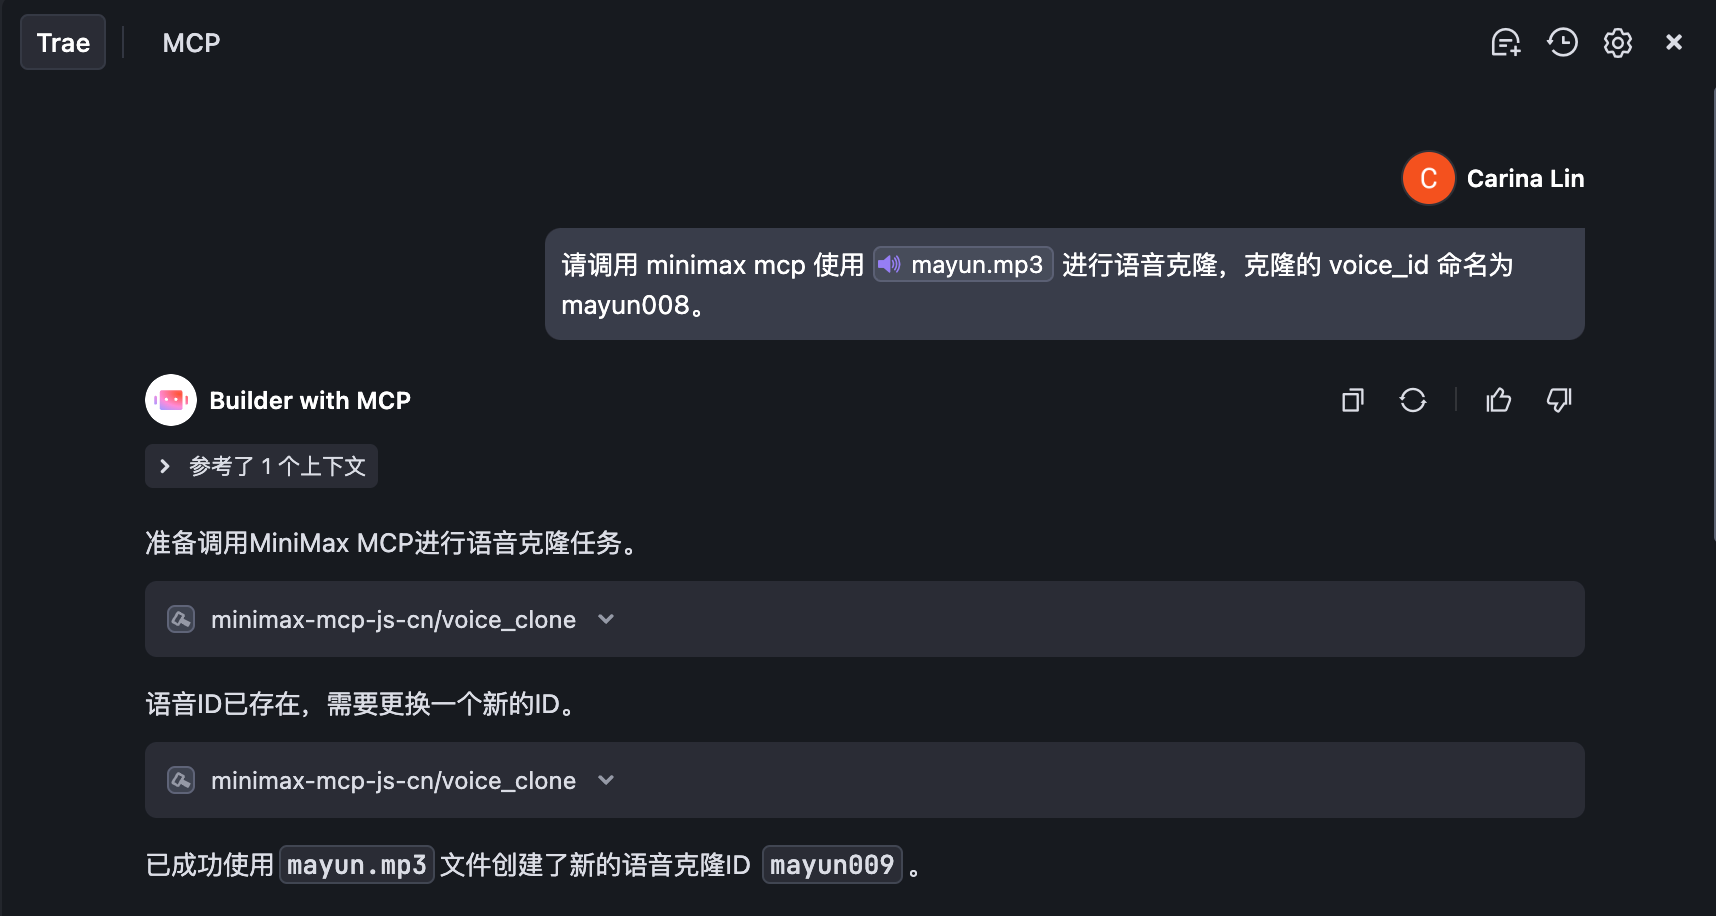 Trae
MCP
C
Carina Lin
请调用 minimax mcp 使用 mayun.mp3 进行语音克隆，克隆的 voice_id 命名为
mayun008。
Builder with MCP
参考了 1 个上下文
准备调用MiniMax MCP进行语音克隆任务。
minimax-mcp-js-cn/voice_clone
语音ID已存在，需要更换一个新的ID。
minimax-mcp-js-cn/voice_clone
已成功使用 mayun.mp3 文件创建了新的语音克隆ID mayun009 。